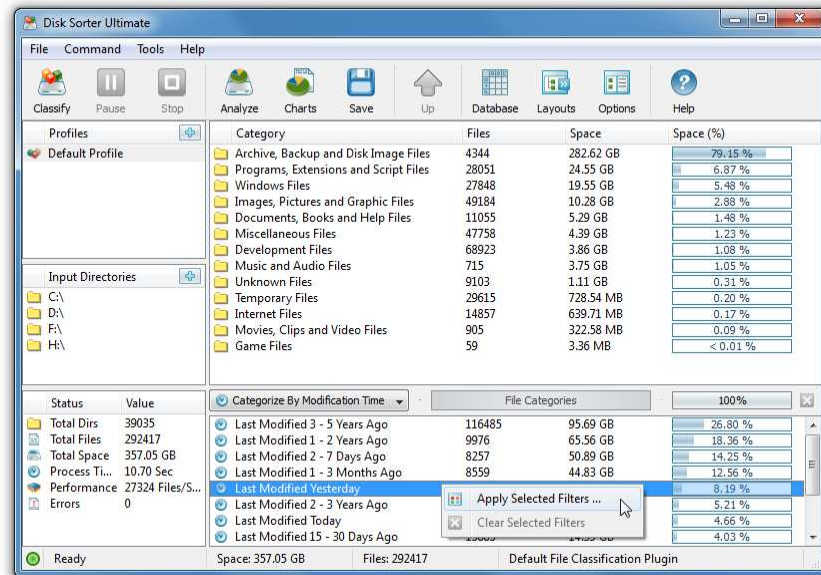 Disk Sorter Ultimate
File Command Tools Help
Classify Pause Stop Analyze Charts Save Up Database Layouts Options Help
Profiles
Default Profile
Input Directories
C:\
D:\
F:\
H:\
Category Files Space Space (%)
Archive, Backup and Disk Image Files 4344 282.62 GB 79.15 %
Programs, Extensions and Script Files 28051 24.55 GB 6.87 %
Windows Files 27848 19.55 GB 5.48 %
Images, Pictures and Graphic Files 49184 10.28 GB 2.88 %
Documents, Books and Help Files 11055 5.29 GB 1.48 %
Miscellaneous Files 47758 4.39 GB 1.23 %
Development Files 68923 3.86 GB 1.08 %
Music and Audio Files 715 3.75 GB 1.05 %
Unknown Files 9103 1.11 GB 0.31 %
Temporary Files 29615 728.54 MB 0.20 %
Internet Files 14857 639.71 MB 0.17 %
Movies, Clips and Video Files 905 322.58 MB 0.09 %
Game Files 59 3.36 MB < 0.01 %
Status Value
Total Dirs 39035
Total Files 292417
Total Space 357.05 GB
Process Ti... 10.70 Sec
Performance 27324 Files/S...
Errors 0
Categorize By Modification Time File Categories 100%
Last Modified 3 - 5 Years Ago 116485 95.69 GB 26.80 %
Last Modified 1 - 2 Years Ago 9976 65.56 GB 18.36 %
Last Modified 2 - 7 Days Ago 8257 50.89 GB 14.25 %
Last Modified 1 - 3 Months Ago 8559 44.83 GB 12.56 %
Last Modified Yesterday 8.19 %
Last Modified 2 - 3 Years Ago 5.21 %
Last Modified Today 4.66 %
Last Modified 15 - 30 Days Ago 4.03 %
Apply Selected Filters ...
Clear Selected Filters
Ready Space: 357.05 GB Files: 292417 Default File Classification Plugin